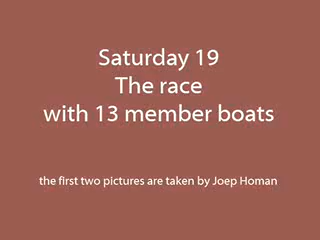 Saturday 19
The race
with 13 member boats
the first two pictures are taken by Joep Homan